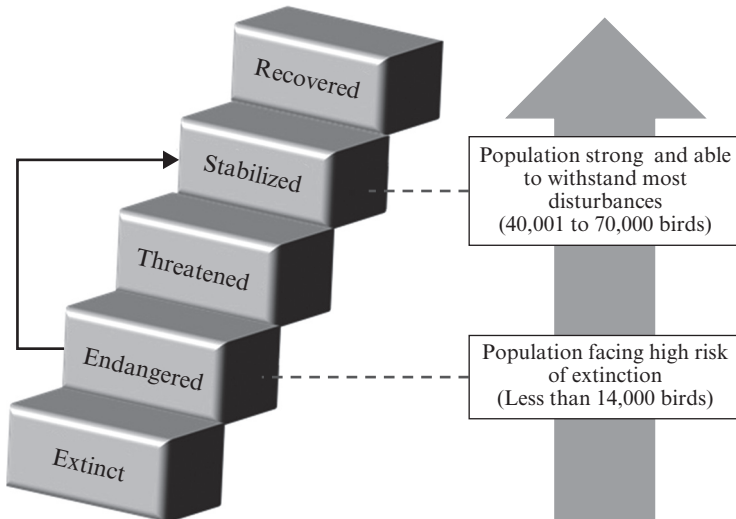 Recovered
Stabilized
Threatened
Endangered
Extinct
Population strong and able
to withstand most
disturbances
(40,001 to 70,000 birds)
Population facing high risk
of extinction
(Less than 14,000 birds)